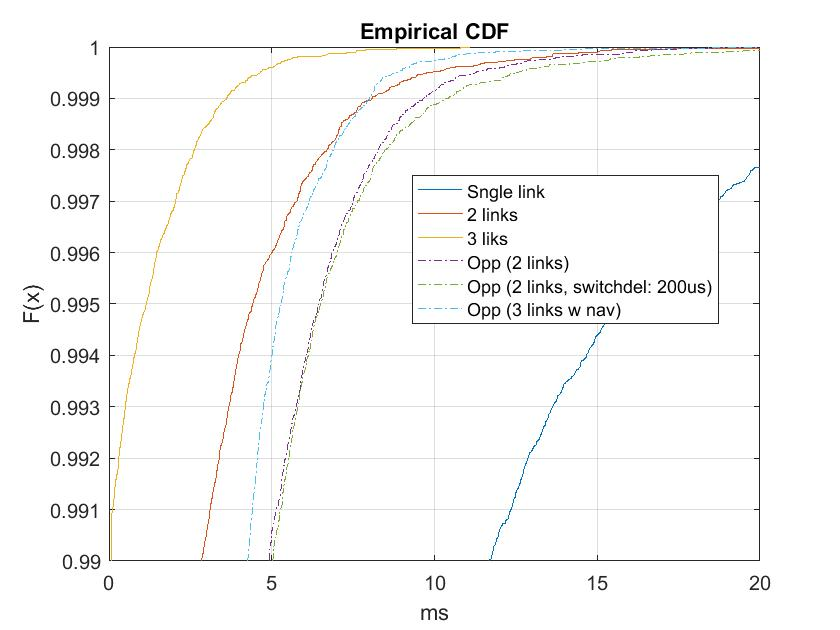 Empirical CDF
1
0.999
0.998
0.997
0.996
0.995
0.994
0.993
0.992
0.991
0.99
F(x)
Sngle link
2 links
3 liks
Opp (2 links)
Opp (2 links, switchdel: 200us)
Opp (3 links w nav)
0 5 10 15 20
ms